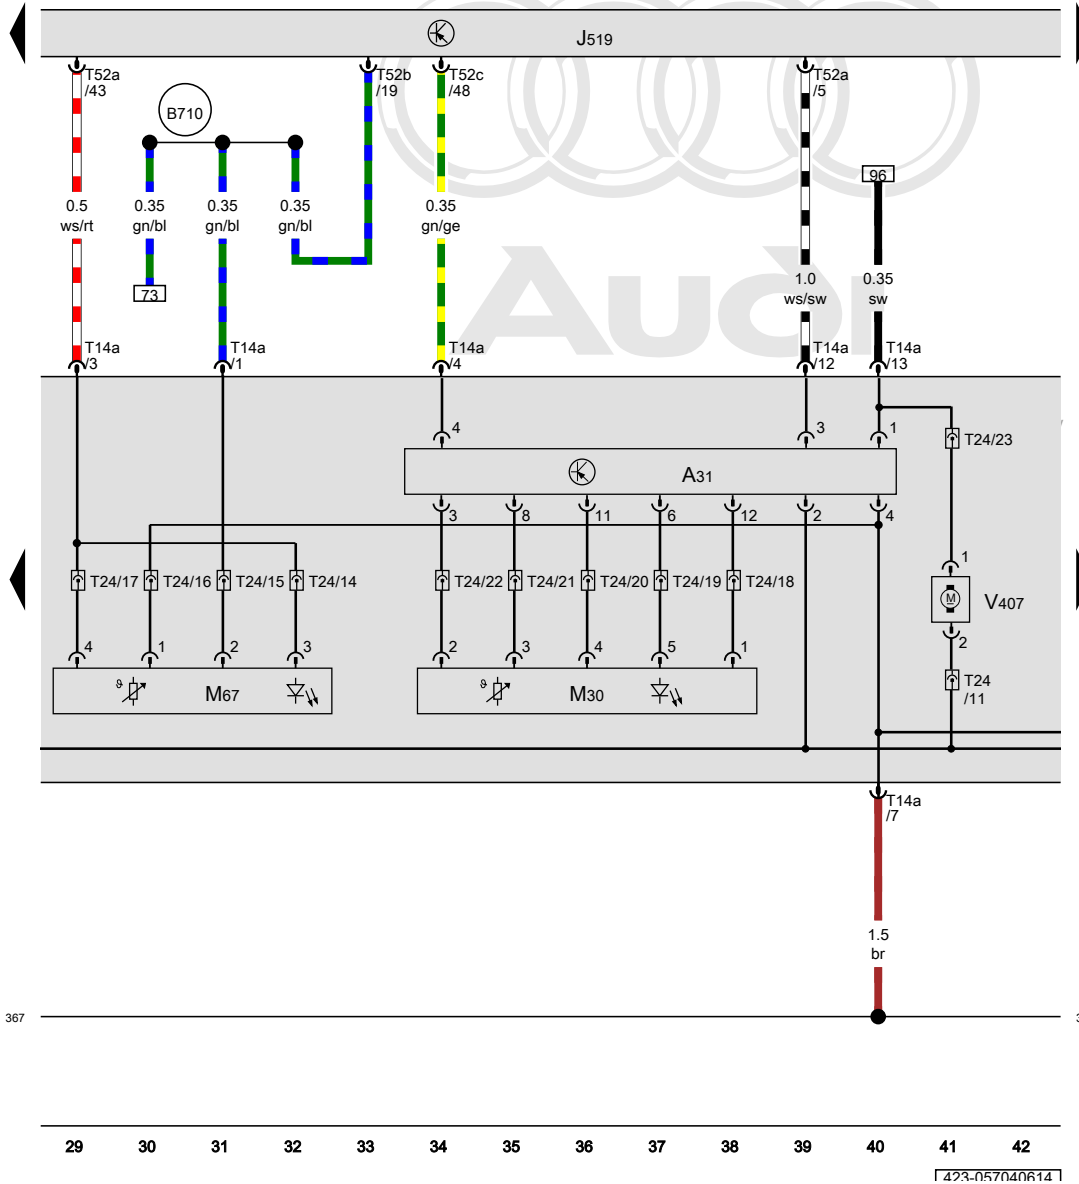 J519
T52a
/43
T52b
/19
T52c
/48
T52a
/5
B710
96
0.5
ws/rt
0.35
gn/bl
0.35
gn/bl
0.35
gn/bl
0.35
gn/ge
1.0
ws/sw
0.35
sw
73
Audi
T14a
/3
T14a
/1
T14a
/4
T14a
/12
T14a
/13
4 3 1
T24/23
A31
3 8 11 6 12 2 4
T24/17 T24/16 T24/15 T24/14 T24/22 T24/21 T24/20 T24/19 T24/18
1
M
V407
2
4 1 2 3 2 3 4 5 1
ϑ M67 ϑ M30
T24
/11
T14a
/7
1.5
br
367
29 30 31 32 33 34 35 36 37 38 39 40 41 42
423-057040614